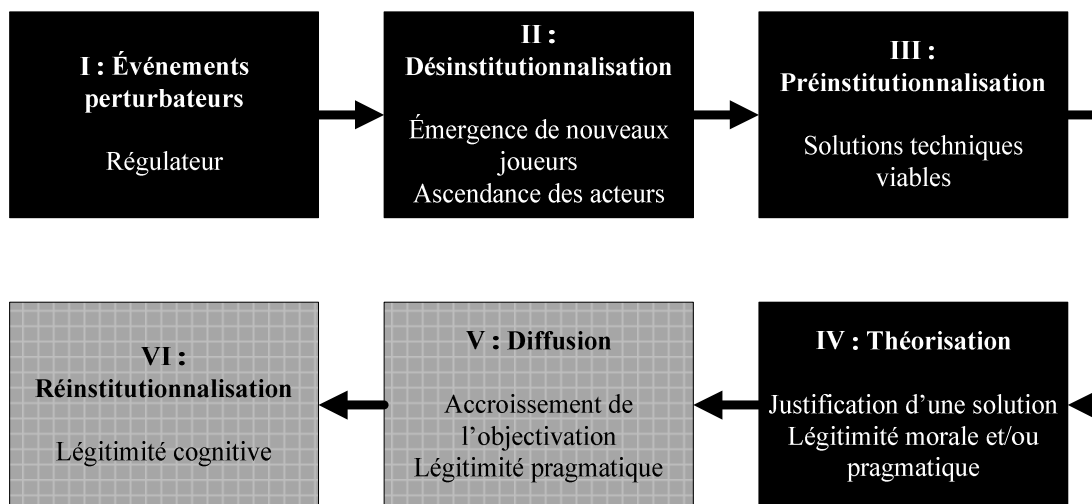 I : Événements
perturbateurs
Régulateur
II :
Désinstitutionnalisation
Émergence de nouveaux
joueurs
Ascendance des acteurs
III :
Préinstitutionnalisation
Solutions techniques
viables
IV : Théorisation
Justification d’une solution
Légitimité morale et/ou
pragmatique
V : Diffusion
Accroissement de
l’objectivation
Légitimité pragmatique
VI :
Réinstitutionnalisation
Légitimité cognitive